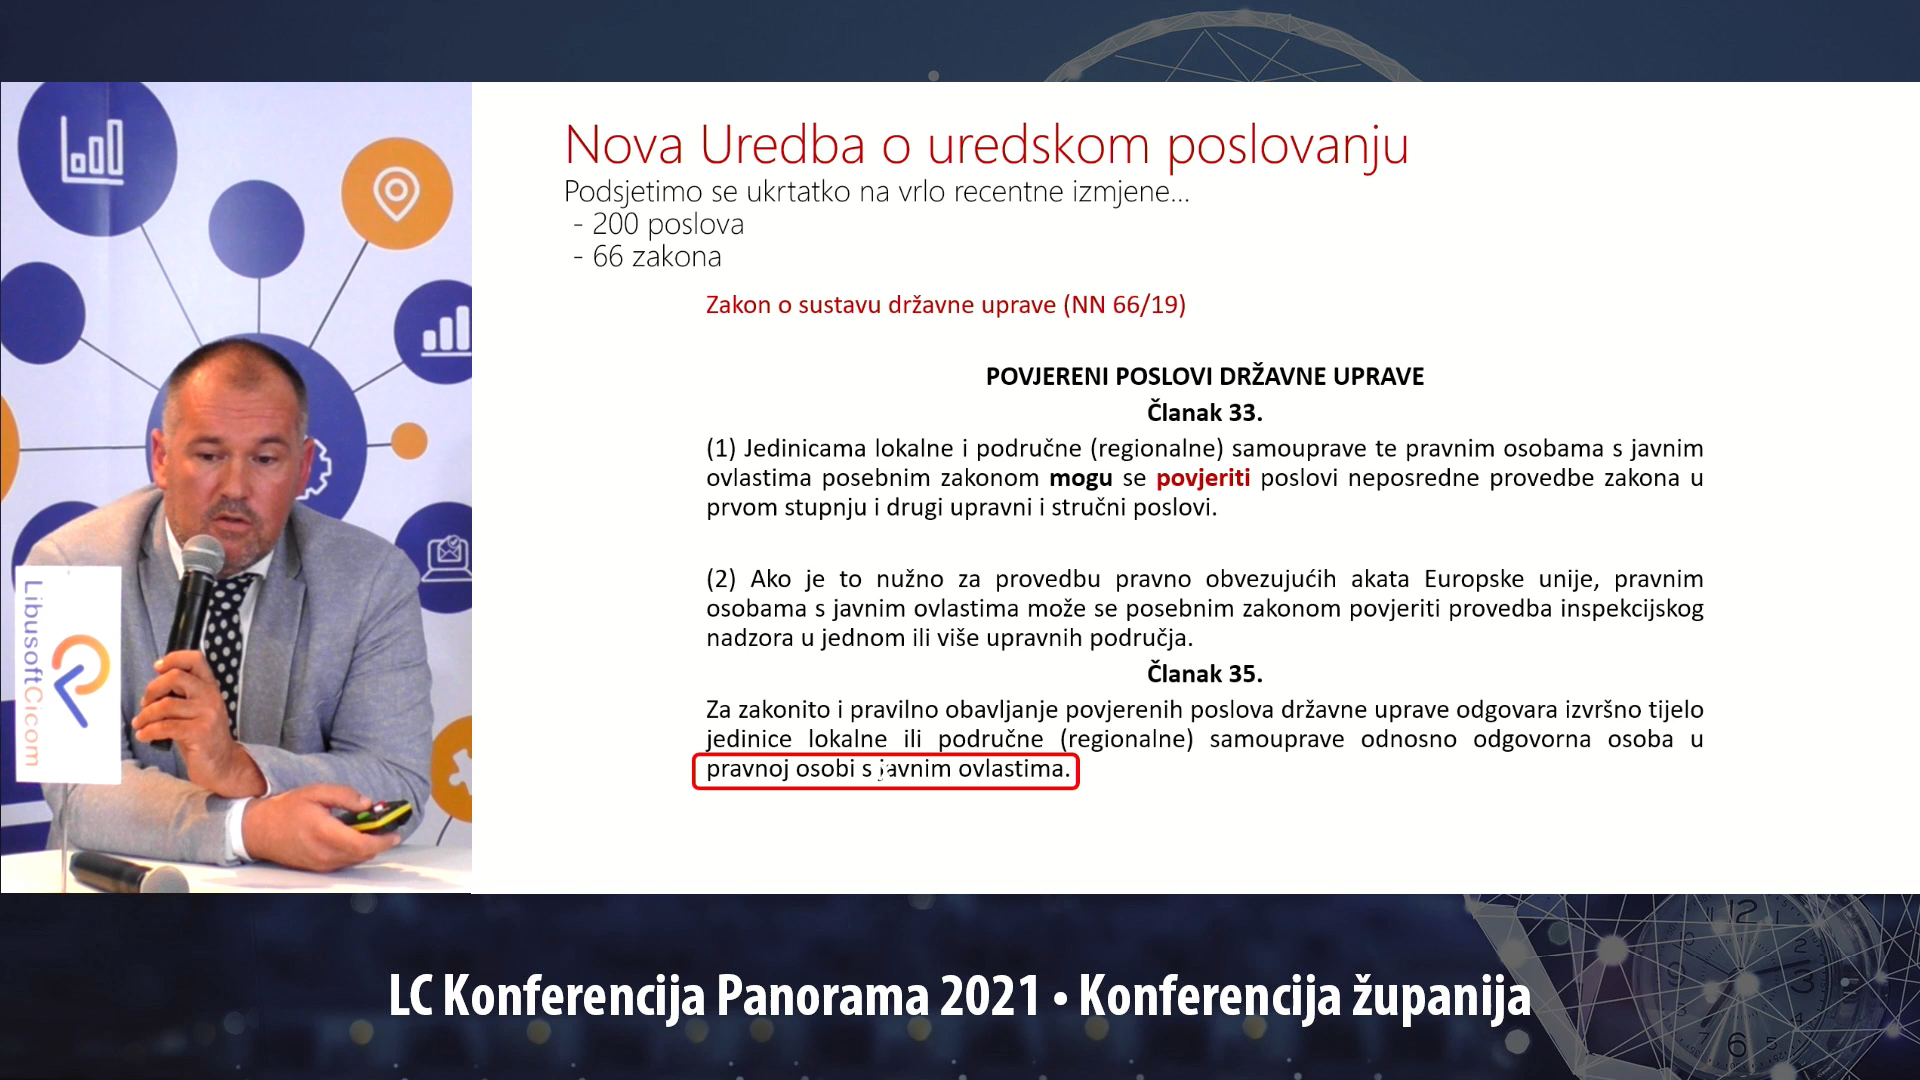 Nova Uredba o uredskom poslovanju
Podsjetimo se ukrtatko na vrlo recentne izmjene...
- 200 poslova
- 66 zakona
Zakon o sustavu državne uprave (NN 66/19)
POVJERENI POSLOVI DRŽAVNE UPRAVE
Članak 33.
(1) Jedinicama lokalne i područne (regionalne) samouprave te pravnim osobama s javnim
ovlastima posebnim zakonom mogu se povjeriti poslovi neposredne provedbe zakona u
prvom stupnju i drugi upravni i stručni poslovi.
(2) Ako je to nužno za provedbu pravno obvezujućih akata Europske unije, pravnim
osobama s javnim ovlastima može se posebnim zakonom povjeriti provedba inspekcijskog
nadzora u jednom ili više upravnih područja.
Članak 35.
Za zakonito i pravilno obavljanje povjerenih poslova državne uprave odgovara izvršno tijelo
jedinice lokalne ili područne (regionalne) samouprave odnosno odgovorna osoba u
pravnoj osobi s javnim ovlastima.
LibusoftCicom
LC Konferencija Panorama 2021 • Konferencija županija